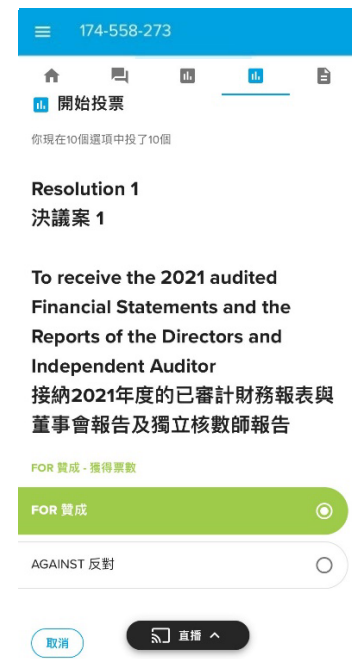 174-558-273
開始投票
你現在10個選項中投了10個
Resolution 1
決議案 1
To receive the 2021 audited
Financial Statements and the
Reports of the Directors and
Independent Auditor
接納2021年度的已審計財務報表與
董事會報告及獨立核數師報告
FOR 贊成 - 獲得票數
FOR 贊成
AGAINST 反對
取消
直播